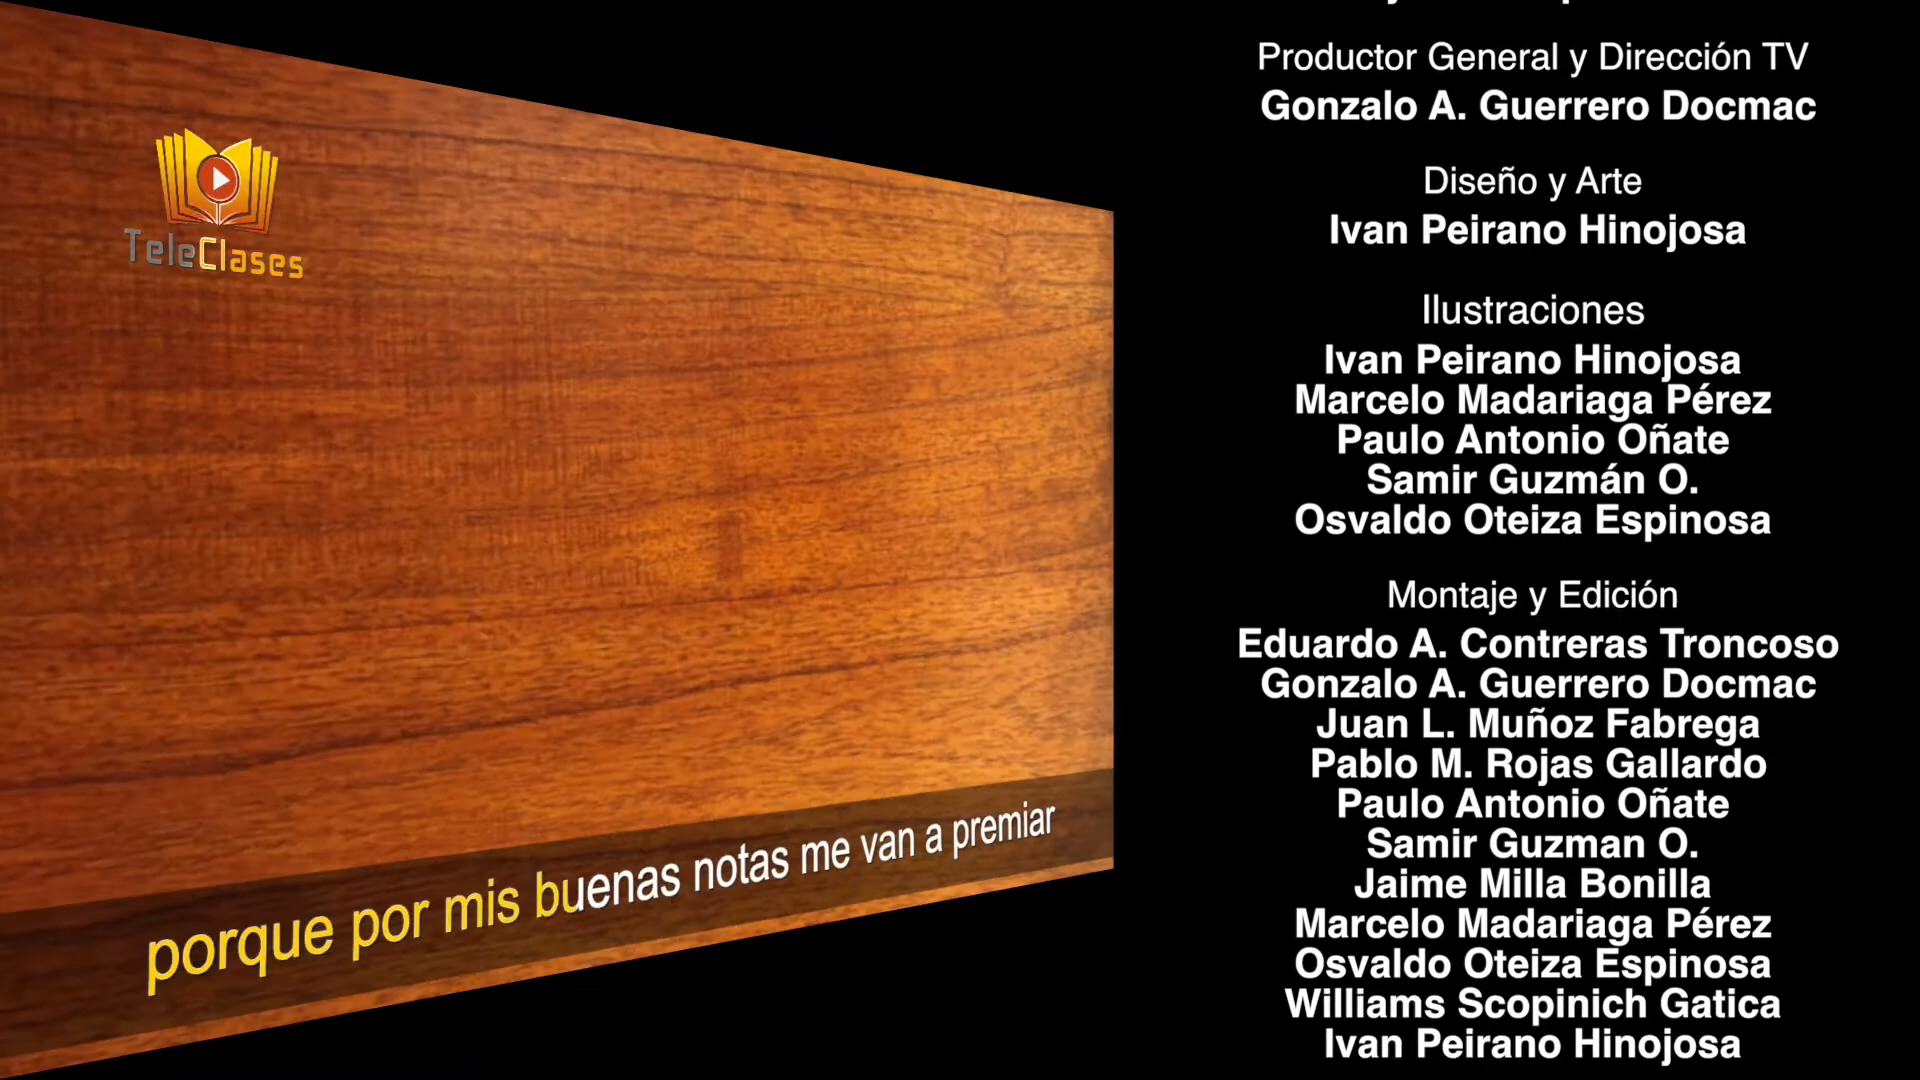 TeleClases
porque por mis buenas notas me van a premiar
Productor General y Dirección TV
Gonzalo A. Guerrero Docmac
Diseño y Arte
Ivan Peirano Hinojosa
Ilustraciones
Ivan Peirano Hinojosa
Marcelo Madariaga Pérez
Paulo Antonio Oñate
Samir Guzmán O.
Osvaldo Oteiza Espinosa
Montaje y Edición
Eduardo A. Contreras Troncoso
Gonzalo A. Guerrero Docmac
Juan L. Muñoz Fabrega
Pablo M. Rojas Gallardo
Paulo Antonio Oñate
Samir Guzman O.
Jaime Milla Bonilla
Marcelo Madariaga Pérez
Osvaldo Oteiza Espinosa
Williams Scopinich Gatica
Ivan Peirano Hinojosa